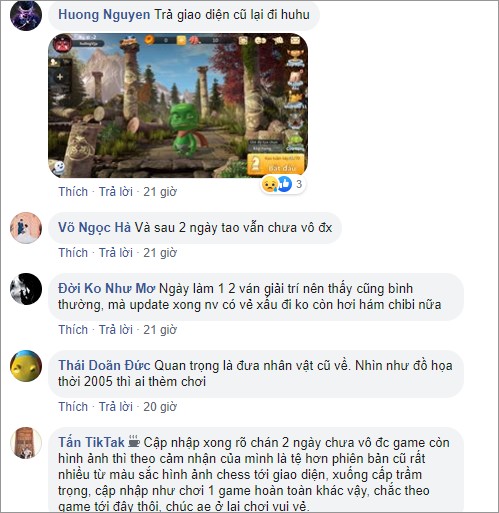 Huong Nguyen Trả giao diện cũ lại đi huhu
Bắt đầu
3
Thích · Trả lời · 21 giờ
Võ Ngọc Hà Và sau 2 ngày tao vẫn chưa vô đx
Thích · Trả lời · 21 giờ
Đời Ko Như Mơ Ngày làm 1 2 ván giải trí nên thấy cũng bình
thường, mà update xong nv có vẻ xấu đi ko còn hơi hám chibi nữa
Thích · Trả lời · 21 giờ
Thái Doãn Đức Quan trọng là đưa nhân vật cũ về. Nhìn như đồ họa
thời 2005 thì ai thèm chơi
Thích · Trả lời · 20 giờ
Tấn TikTak ☕ Cập nhập xong rõ chán 2 ngày chưa vô đc game còn
hình ảnh thì theo cảm nhận của mình là tệ hơn phiên bản cũ rất
nhiều từ màu sắc hình ảnh chess tới giao diện, xuống cấp trầm
trọng, cập nhập như chơi 1 game hoàn toàn khác vậy, chắc theo
game tới đây thôi, chúc ae ở lại chơi vui vẻ.